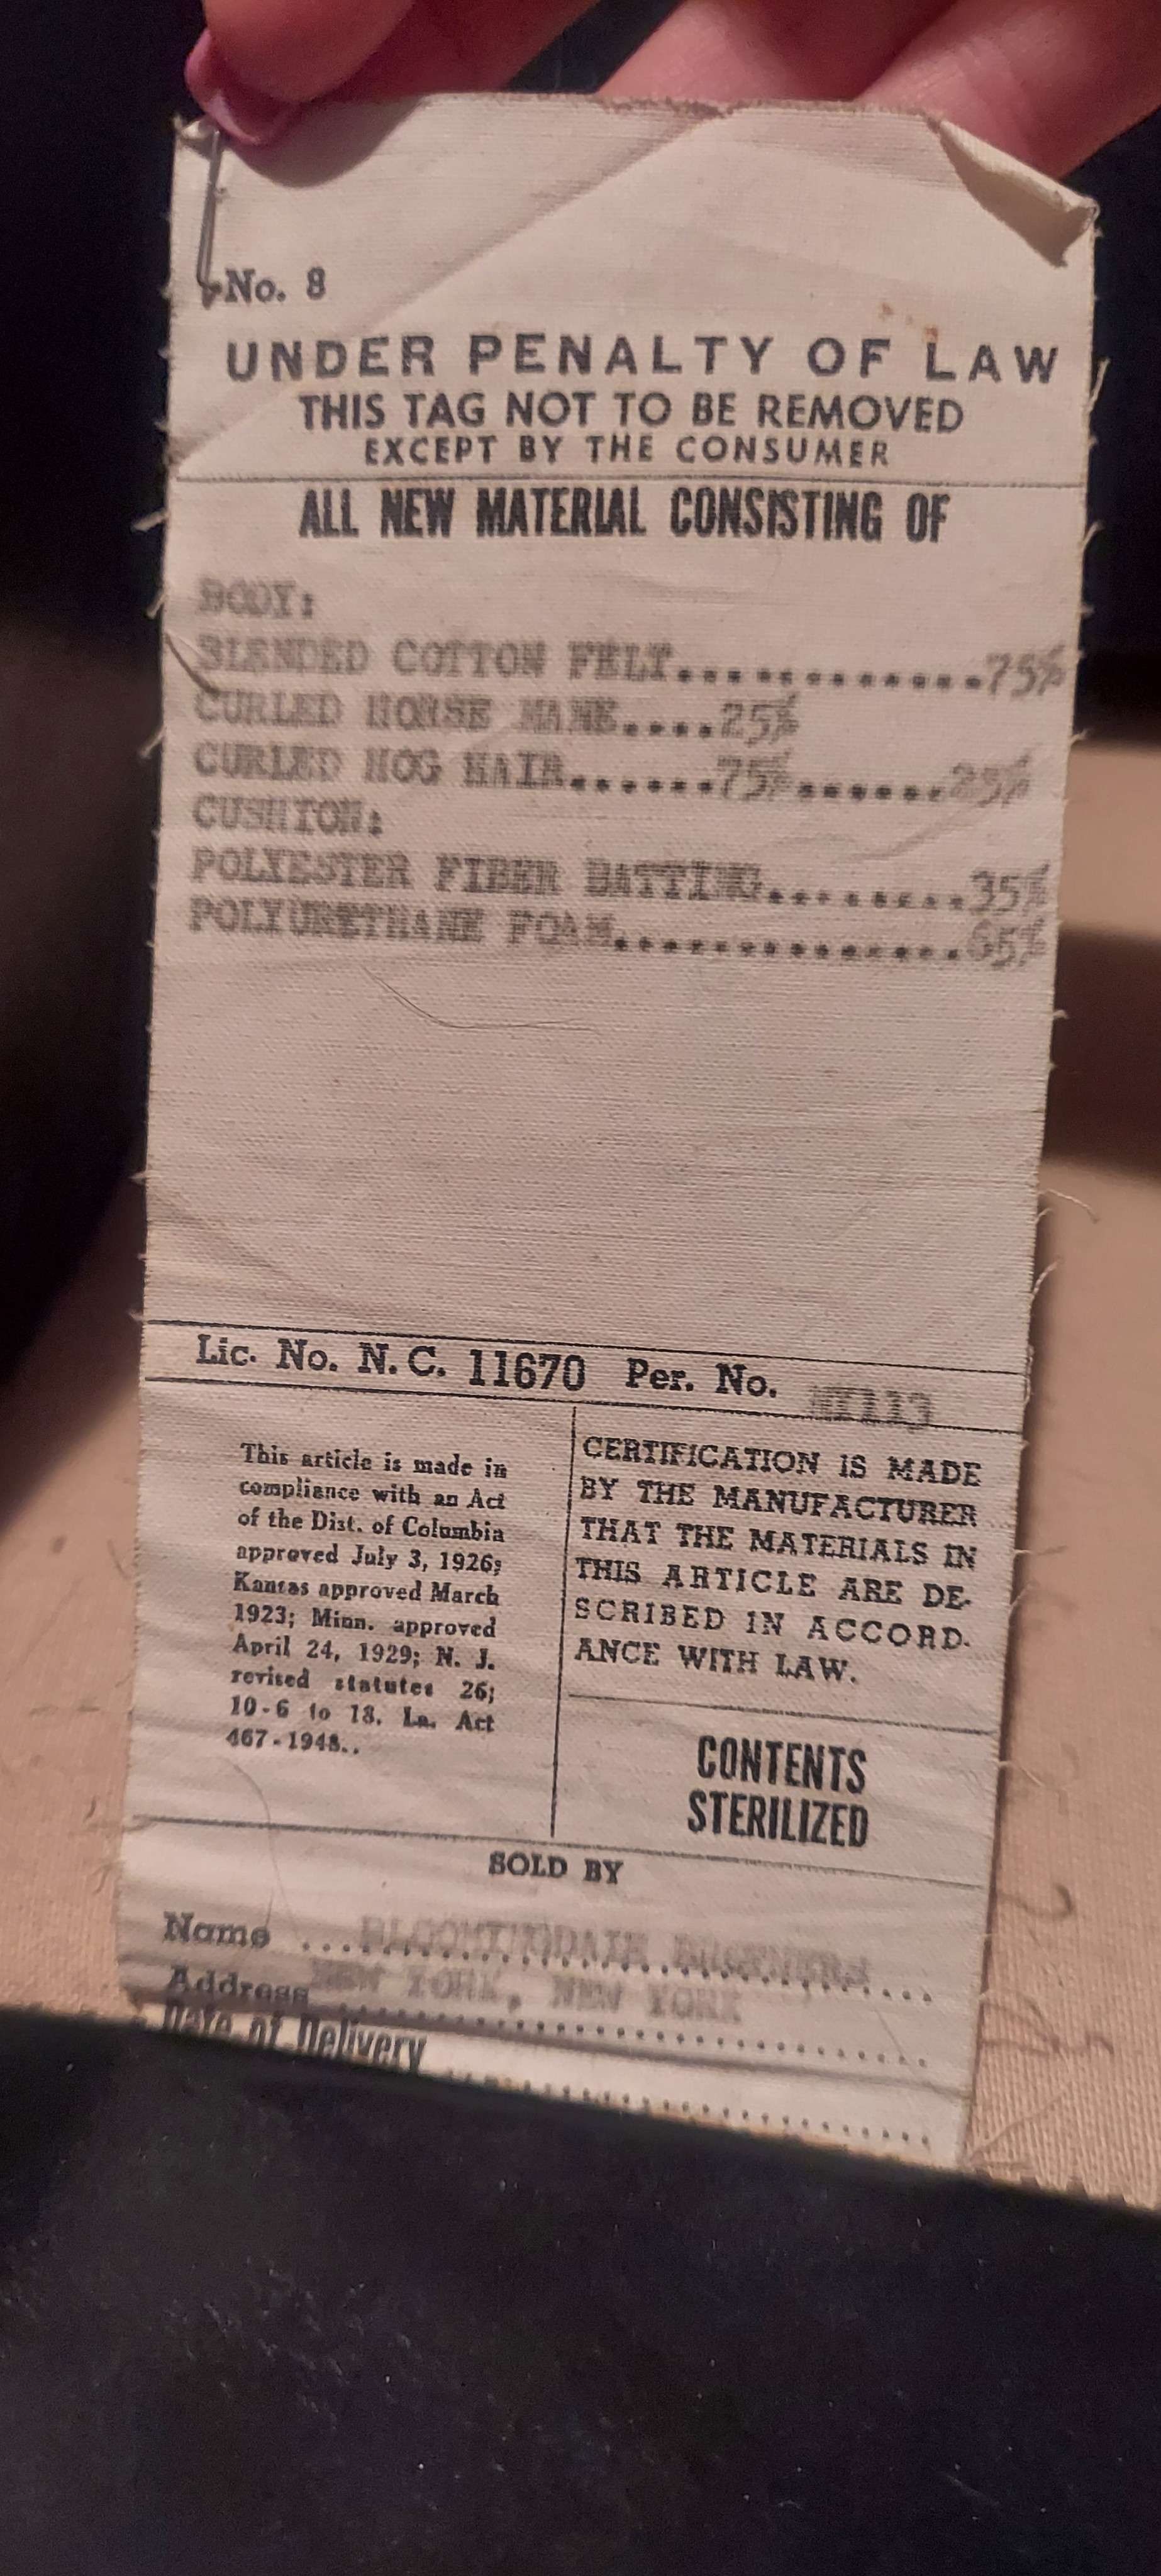 No. 8
UNDER PENALTY OF LAW
THIS TAG NOT TO BE REMOVED
EXCEPT BY THE CONSUMER
ALL NEW MATERIAL CONSISTING OF
BODY:
BLENDED COTTON FELT.............75%
CURLED HORSE MANE....25%
CURLED HOG HAIR......75%......25%
CUSHION:
POLYESTER FIBER BATTING.........35%
POLYURETHANE FOAM...............65%
Lic. No. N. C. 11670 Per. No.
This article is made in
compliance with an Act
of the Dist. of Columbia
approved July 3, 1926;
Kansas approved March
1923; Minn. approved
April 24, 1929; N. J.
revised statutes 26;
10-6 to 18. La. Act
467-1948..
CERTIFICATION IS MADE
BY THE MANUFACTURER
THAT THE MATERIALS IN
THIS ARTICLE ARE DE-
SCRIBED IN ACCORD-
ANCE WITH LAW.
CONTENTS
STERILIZED
SOLD BY
Name
Address NEW YORK, NEW YORK
Date of Delivery